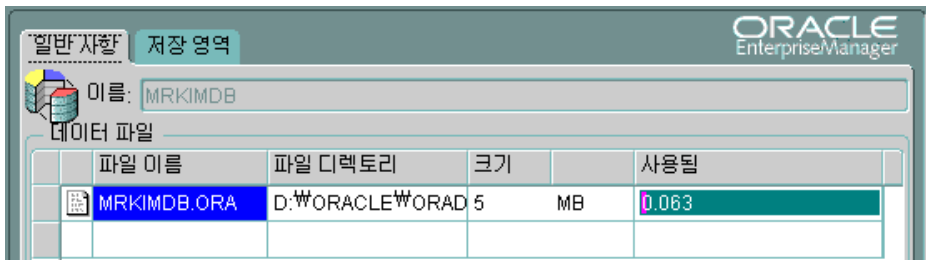 ORACLE
EnterpriseManager
일반 사항 저장 영역
이름: MRKIMDB
데이터 파일
파일 이름 파일 디렉토리 크기 사용됨
MRKIMDB.ORA D:₩ORACLE₩ORAD 5 MB 0.063